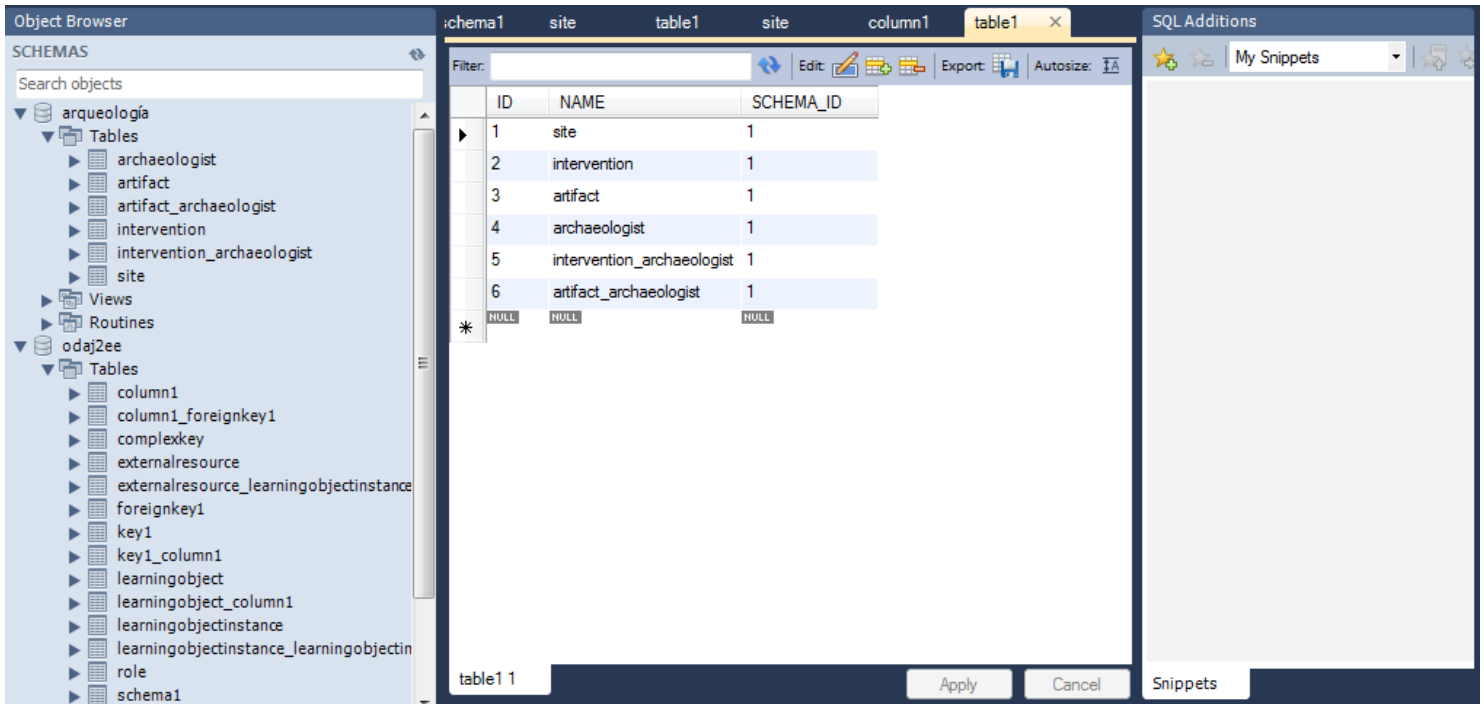 Object Browser
SCHEMAS
Search objects
arqueología
Tables
archaeologist
artifact
artifact_archaeologist
intervention
intervention_archaeologist
site
Views
Routines
odaj2ee
Tables
column1
column1_foreignkey1
complexkey
externalresource
externalresource_learningobjectinstance
foreignkey1
key1
key1_column1
learningobject
learningobject_column1
learningobjectinstance
learningobjectinstance_learningobjectin
role
schema1
schema1 site table1 site column1 table1 ×
Filter: Edit: Export: Autosize:
ID NAME SCHEMA_ID
1 site 1
2 intervention 1
3 artifact 1
4 archaeologist 1
5 intervention_archaeologist 1
6 artifact_archaeologist 1
NULL NULL NULL
table1 1
Apply Cancel
SQL Additions
My Snippets
Snippets